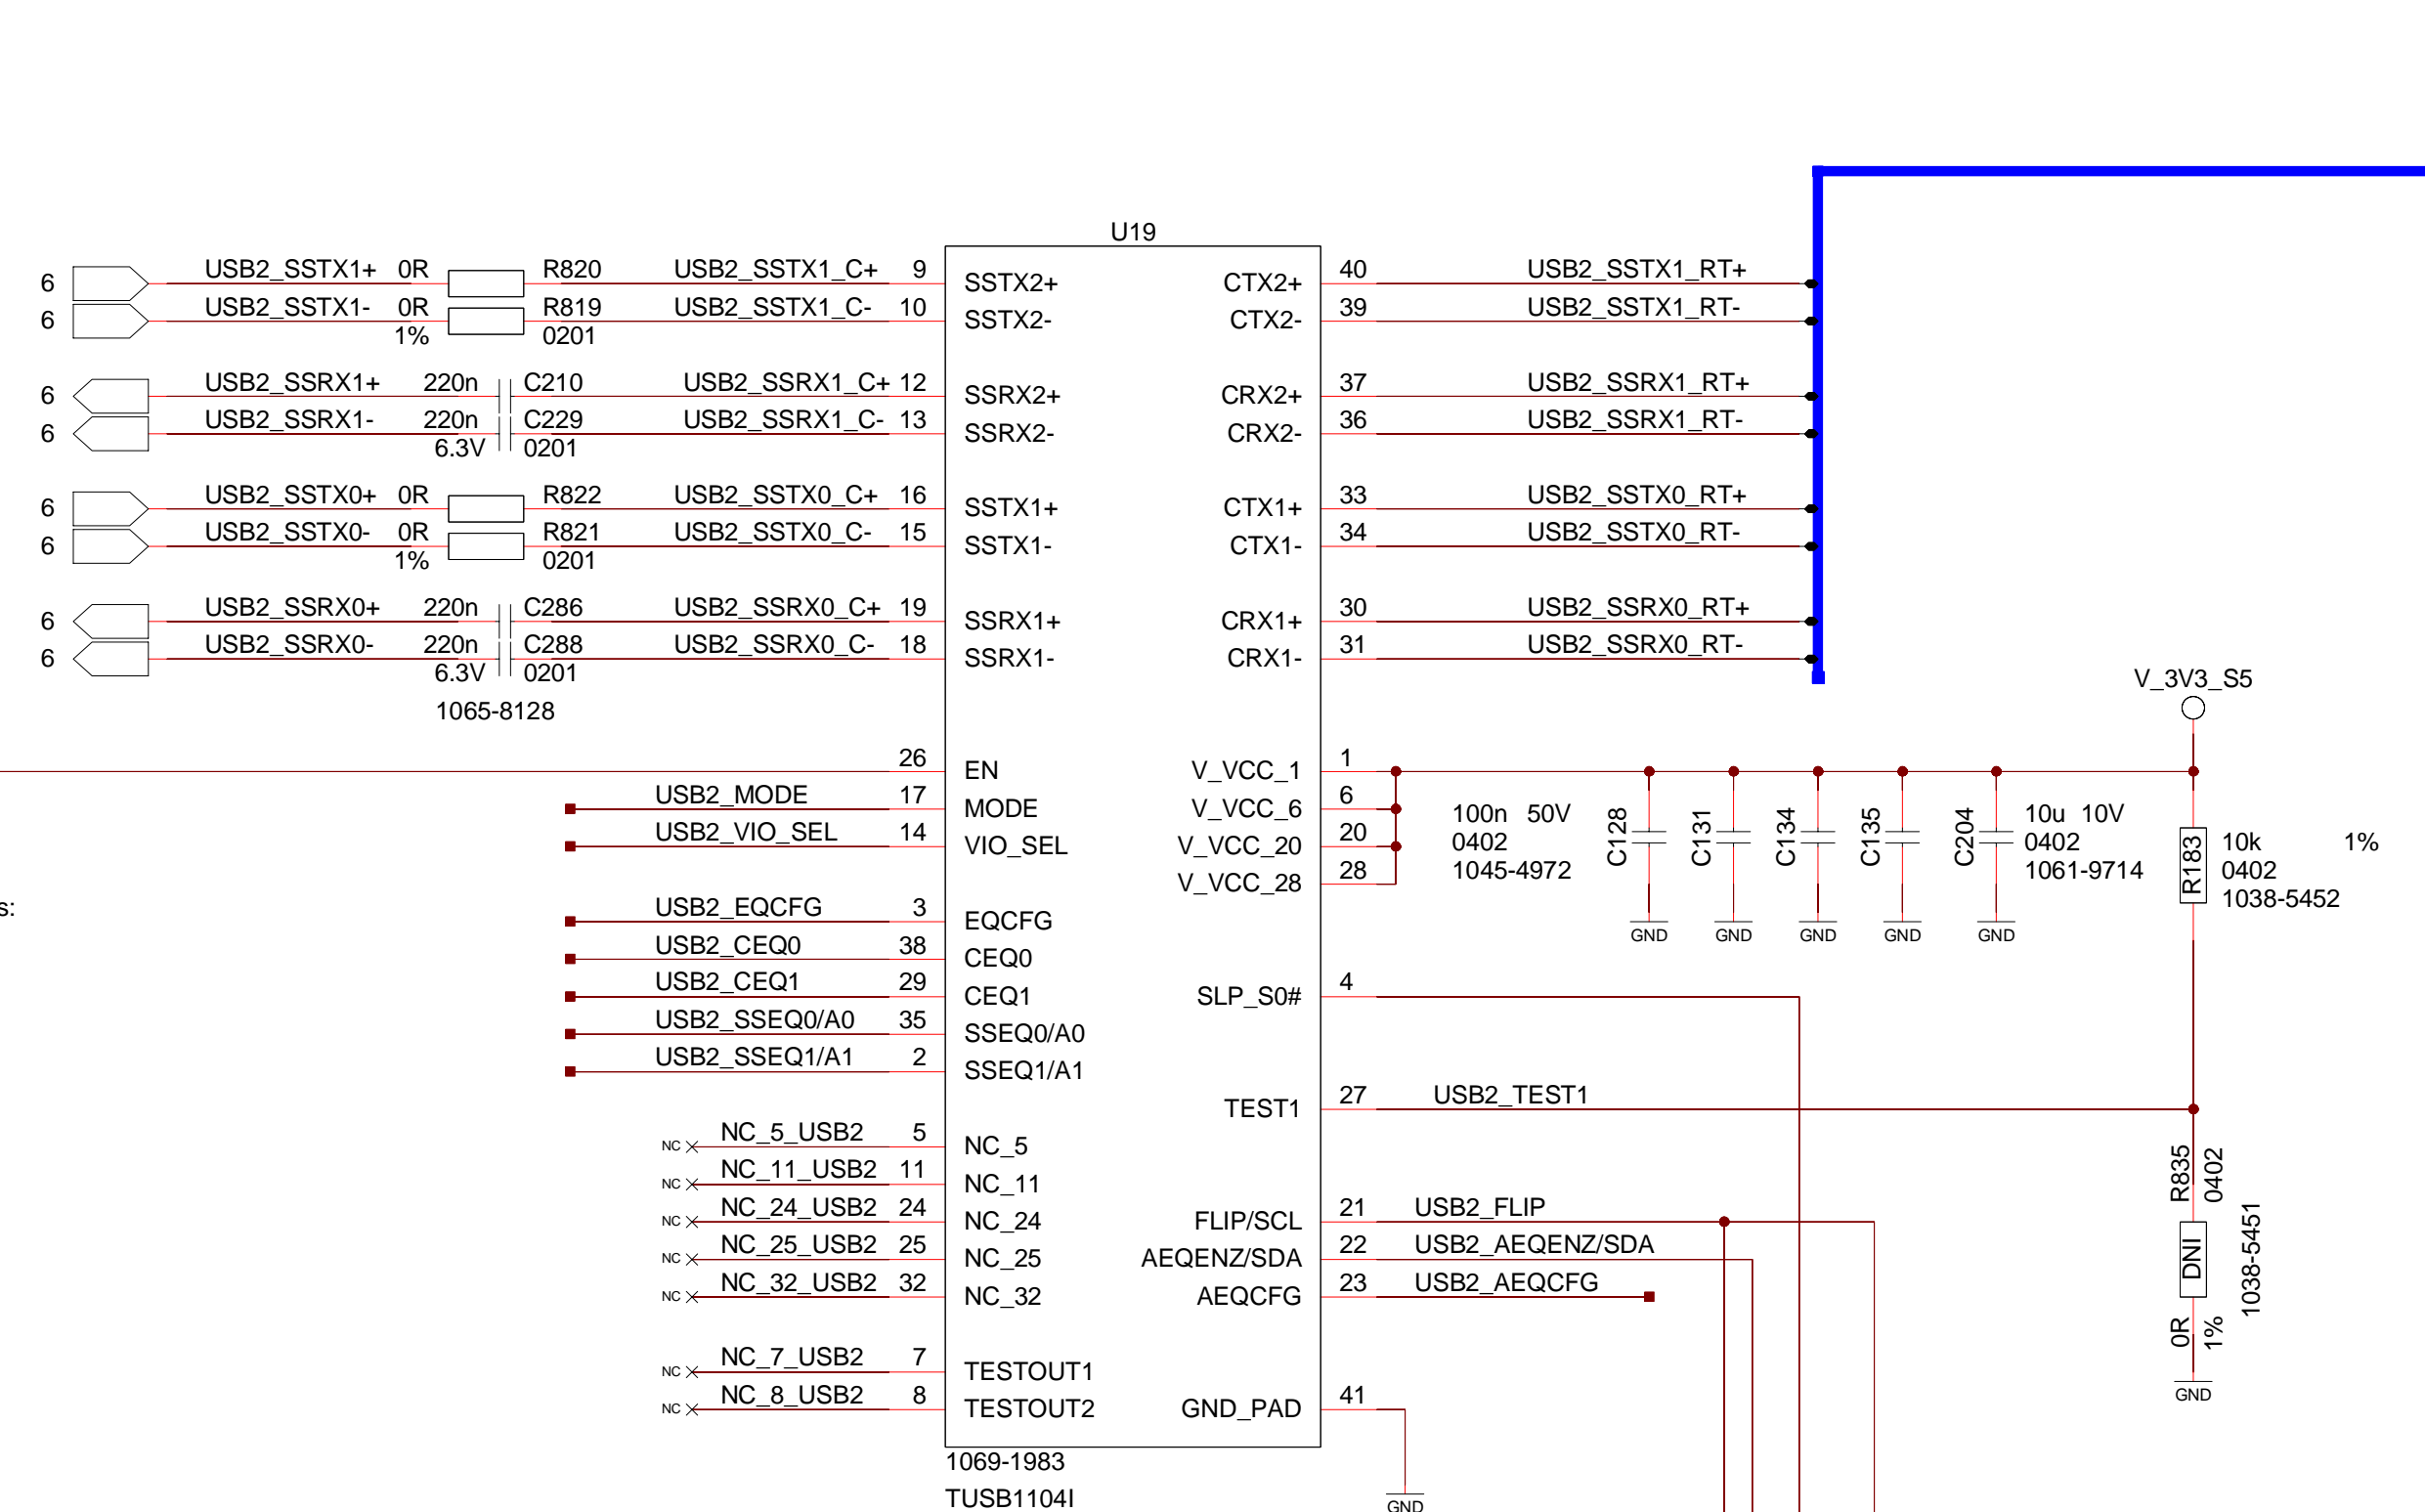 U19
6 USB2_SSTX1+ 0R R820 USB2_SSTX1_C+ 9 SSTX2+ CTX2+ 40 USB2_SSTX1_RT+
6 USB2_SSTX1- 0R R819 USB2_SSTX1_C- 10 SSTX2- CTX2- 39 USB2_SSTX1_RT-
1% 0201
6 USB2_SSRX1+ 220n C210 USB2_SSRX1_C+ 12 SSRX2+ CRX2+ 37 USB2_SSRX1_RT+
6 USB2_SSRX1- 220n C229 USB2_SSRX1_C- 13 SSRX2- CRX2- 36 USB2_SSRX1_RT-
6.3V 0201
6 USB2_SSTX0+ 0R R822 USB2_SSTX0_C+ 16 SSTX1+ CTX1+ 33 USB2_SSTX0_RT+
6 USB2_SSTX0- 0R R821 USB2_SSTX0_C- 15 SSTX1- CTX1- 34 USB2_SSTX0_RT-
1% 0201
6 USB2_SSRX0+ 220n C286 USB2_SSRX0_C+ 19 SSRX1+ CRX1+ 30 USB2_SSRX0_RT+
6 USB2_SSRX0- 220n C288 USB2_SSRX0_C- 18 SSRX1- CRX1- 31 USB2_SSRX0_RT-
6.3V 0201
1065-8128
V_3V3_S5
26 EN V_VCC_1 1
USB2_MODE 17 MODE V_VCC_6 6
USB2_VIO_SEL 14 VIO_SEL V_VCC_20 20
V_VCC_28 28
100n 50V
0402
1045-4972
C128
C131
C134
C135
C204
10u 10V
0402
1061-9714
R183
10k 1%
0402
1038-5452
GND GND GND GND GND
s:
USB2_EQCFG 3 EQCFG
USB2_CEQ0 38 CEQ0
USB2_CEQ1 29 CEQ1 SLP_S0# 4
USB2_SSEQ0/A0 35 SSEQ0/A0
USB2_SSEQ1/A1 2 SSEQ1/A1
TEST1 27 USB2_TEST1
NC NC_5_USB2 5 NC_5
NC NC_11_USB2 11 NC_11
NC NC_24_USB2 24 NC_24 FLIP/SCL 21 USB2_FLIP
NC NC_25_USB2 25 NC_25 AEQENZ/SDA 22 USB2_AEQENZ/SDA
NC NC_32_USB2 32 NC_32 AEQCFG 23 USB2_AEQCFG
R835
0402
DNI
1038-5451
0R
1%
GND
NC NC_7_USB2 7 TESTOUT1
NC NC_8_USB2 8 TESTOUT2 GND_PAD 41
1069-1983
TUSB1104I
GND